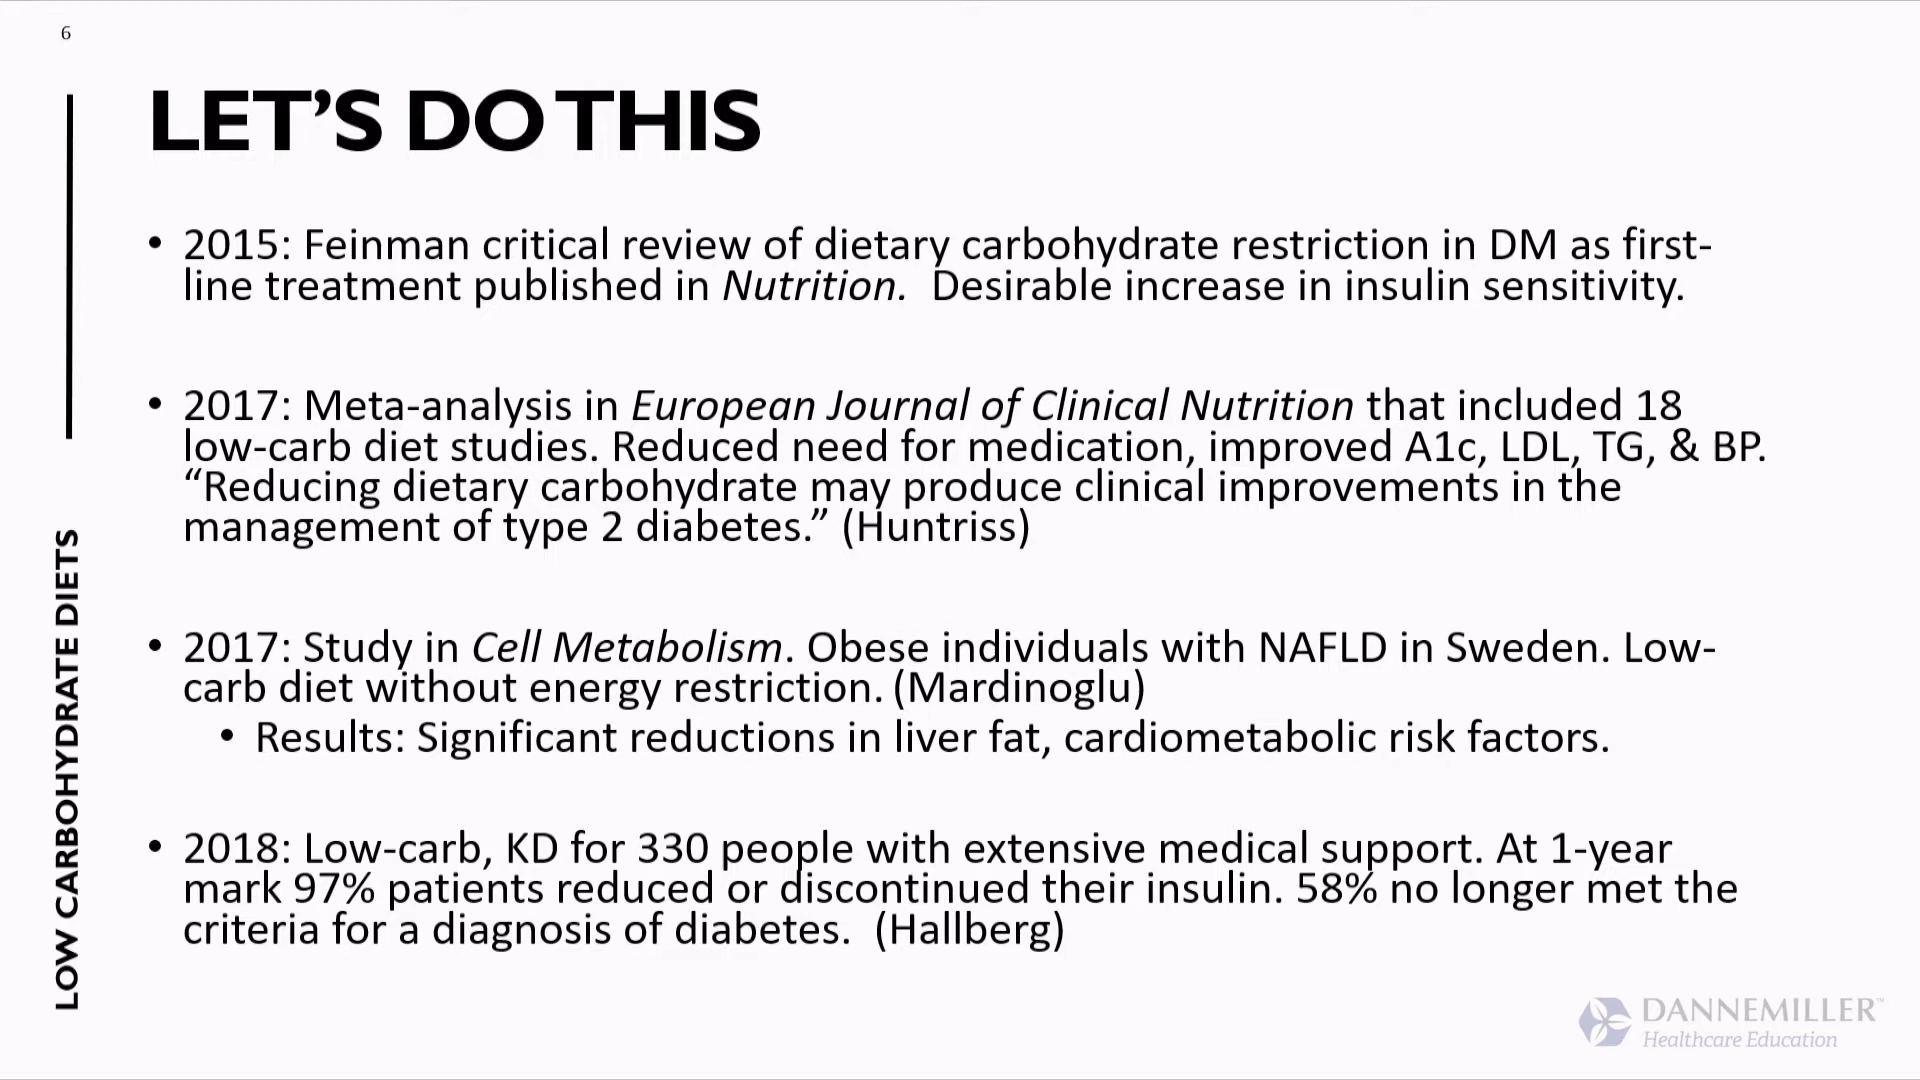 6
LET’S DO THIS
• 2015: Feinman critical review of dietary carbohydrate restriction in DM as first-
line treatment published in Nutrition.  Desirable increase in insulin sensitivity.
• 2017: Meta-analysis in European Journal of Clinical Nutrition that included 18
low-carb diet studies. Reduced need for medication, improved A1c, LDL, TG, & BP.
“Reducing dietary carbohydrate may produce clinical improvements in the
management of type 2 diabetes.” (Huntriss)
• 2017: Study in Cell Metabolism. Obese individuals with NAFLD in Sweden. Low-
carb diet without energy restriction. (Mardinoglu)
• Results: Significant reductions in liver fat, cardiometabolic risk factors.
• 2018: Low-carb, KD for 330 people with extensive medical support. At 1-year
mark 97% patients reduced or discontinued their insulin. 58% no longer met the
criteria for a diagnosis of diabetes.  (Hallberg)
LOW CARBOHYDRATE DIETS
DANNEMILLER™
Healthcare Education